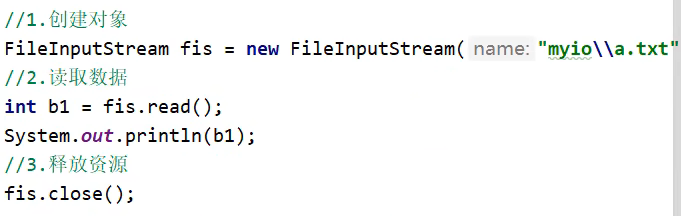 //1.创建对象
FileInputStream fis = new FileInputStream( name: "myio\\a.txt"
//2.读取数据
int b1 = fis.read();
System.out.println(b1);
//3.释放资源
fis.close();